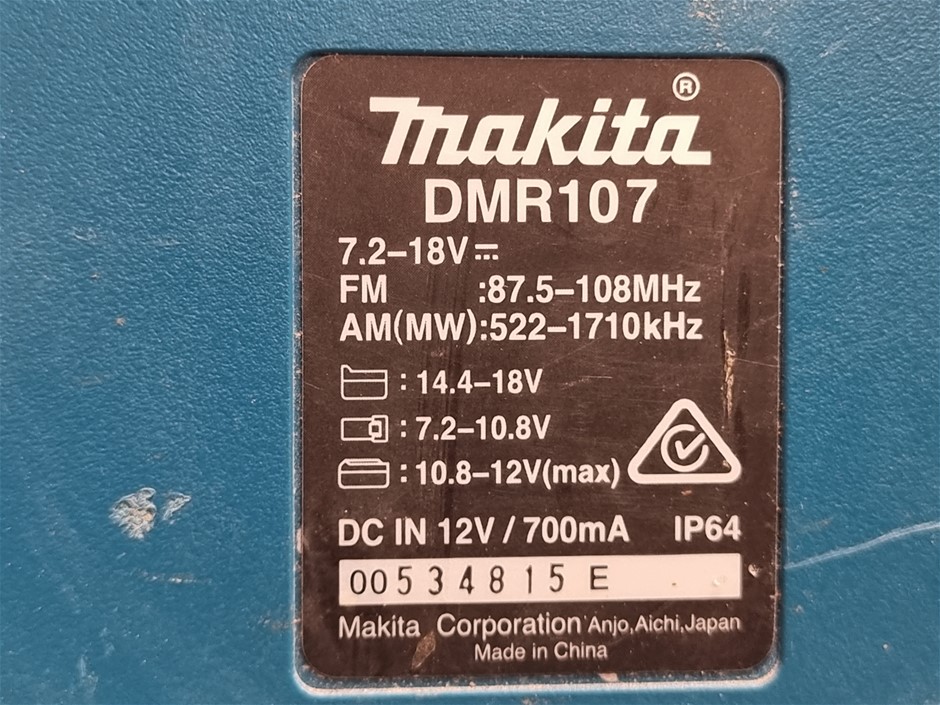 makita®
DMR107
7.2–18V⎓
FM :87.5–108MHz
AM(MW):522–1710kHz
: 14.4–18V
: 7.2–10.8V
: 10.8–12V(max)
DC IN 12V / 700mA IP64
00534815 E
Makita Corporation Anjo,Aichi,Japan
Made in China